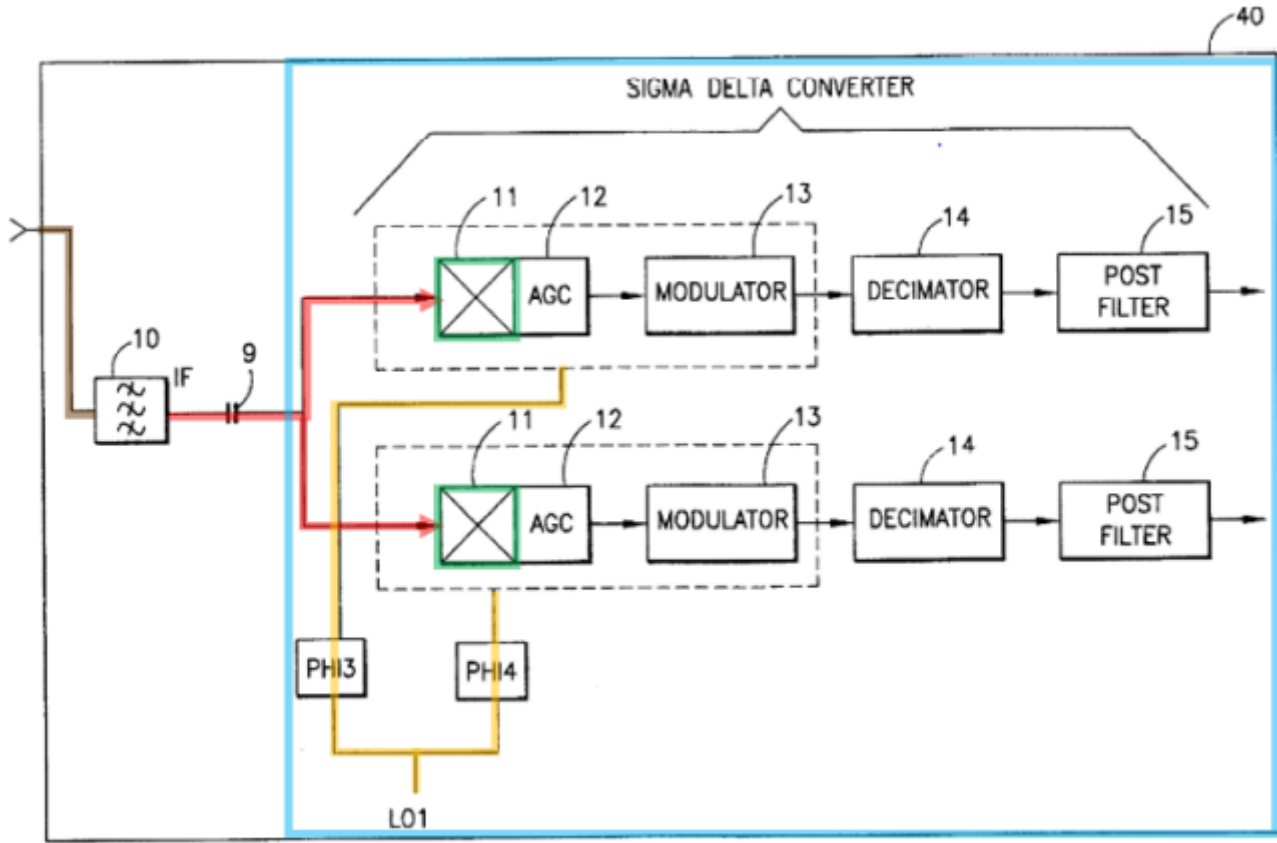 40
SIGMA DELTA CONVERTER
11
12
13
14
15
AGC
MODULATOR
DECIMATOR
POST
FILTER
10
IF
9
11
12
13
14
15
AGC
MODULATOR
DECIMATOR
POST
FILTER
PHI3
PHI4
LO1